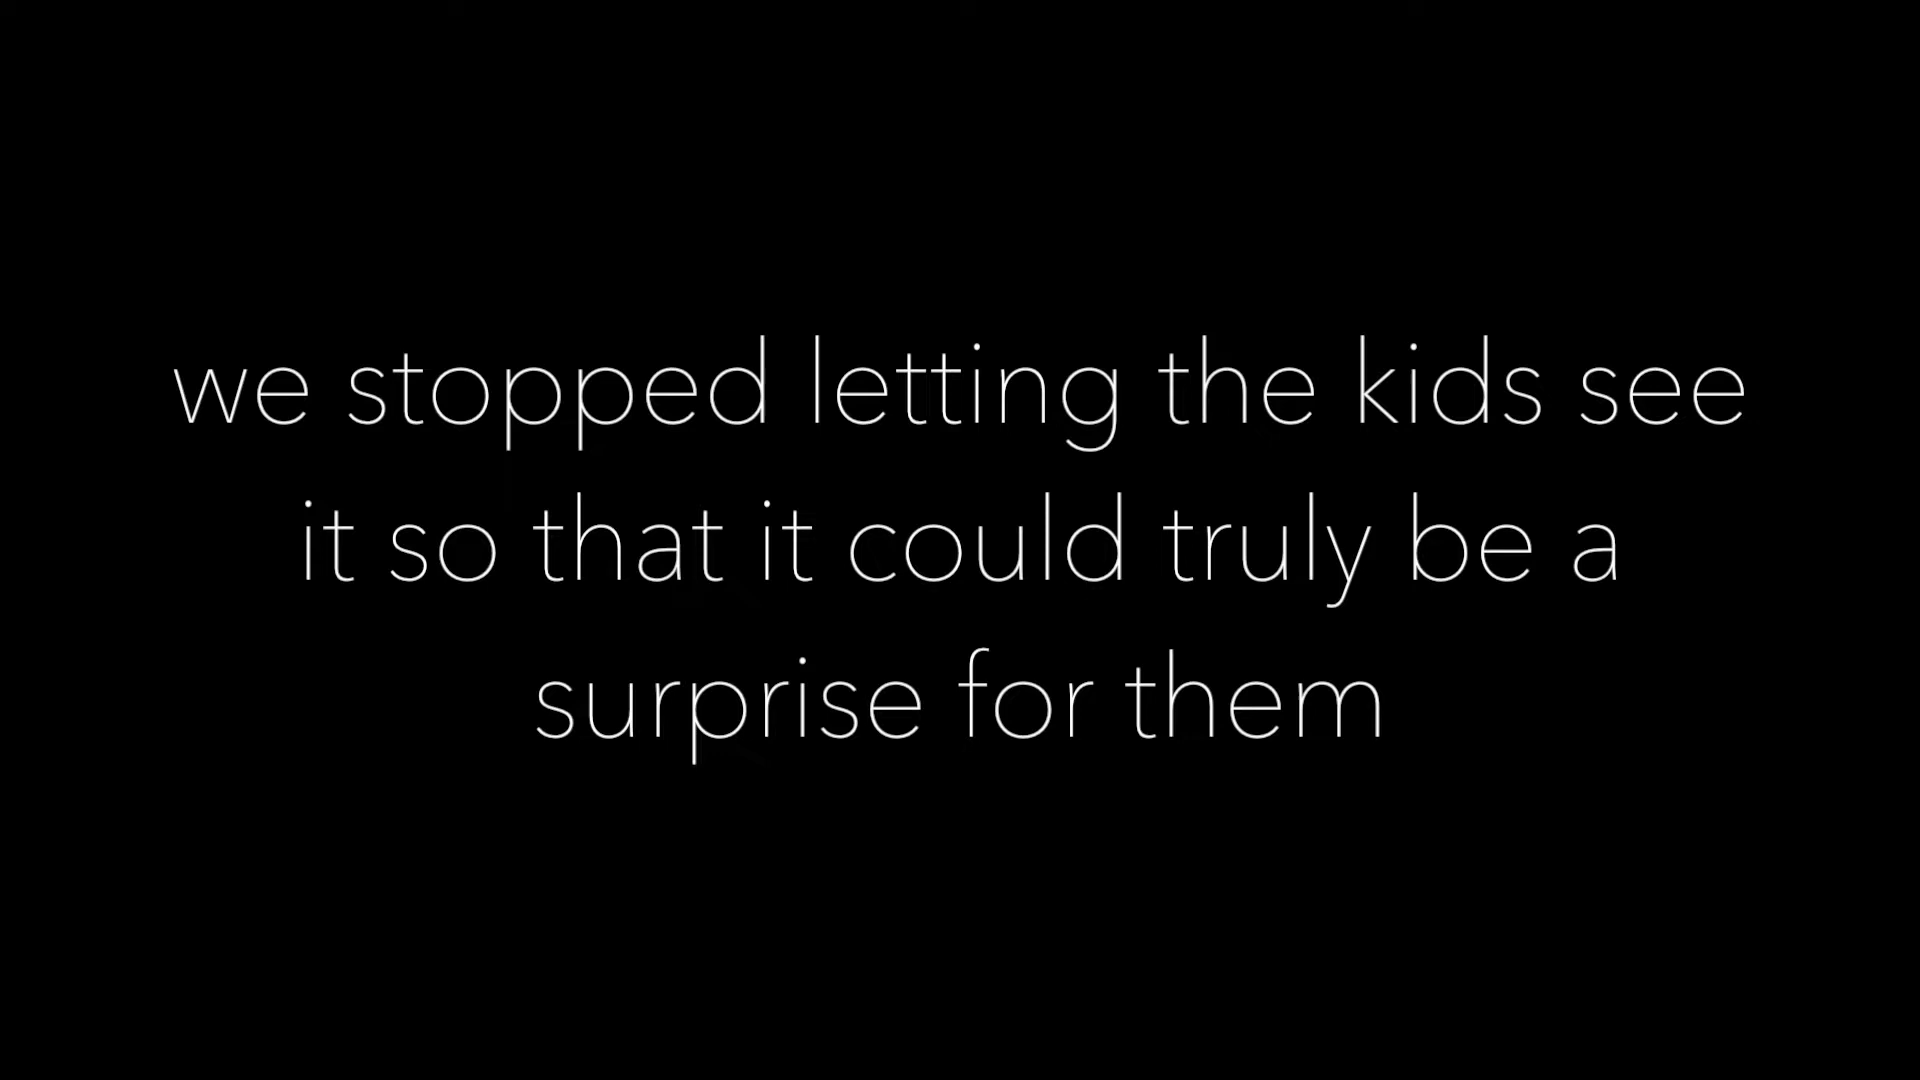 we stopped letting the kids see
it so that it could truly be a
surprise for them